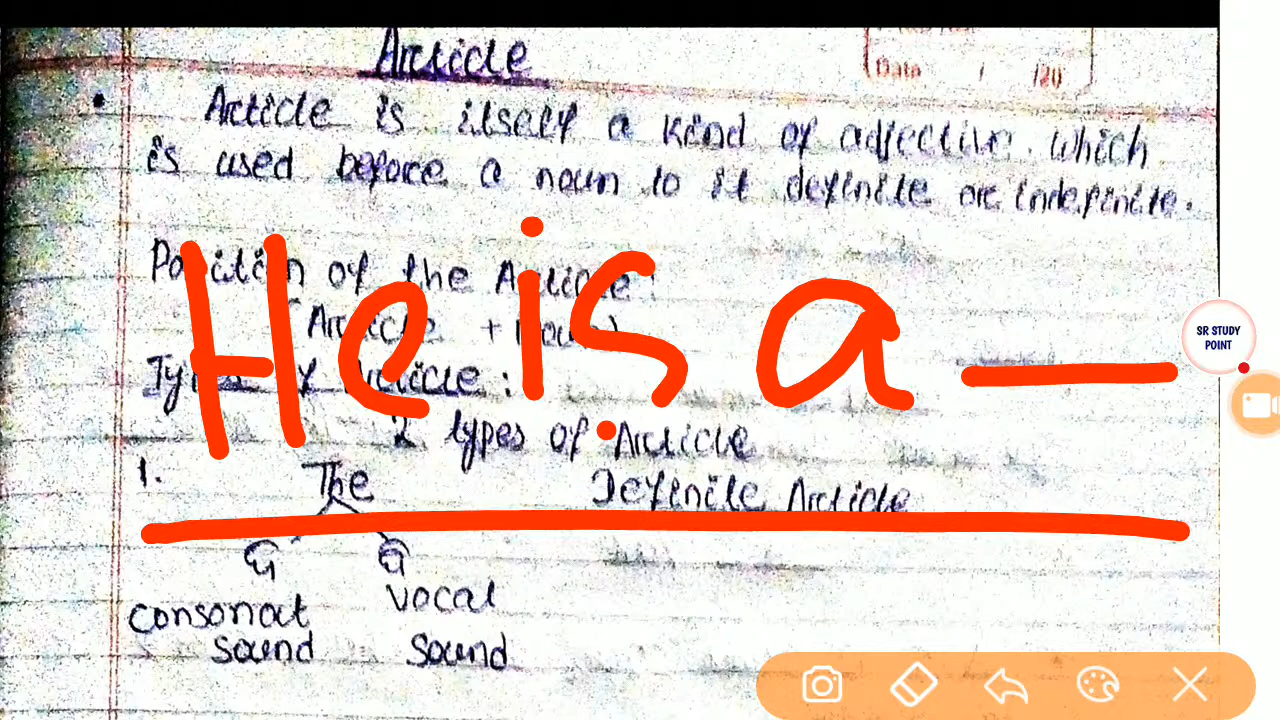 Article
Date / /20
Article is itself a kind of adjective which
is used before a noun to it definite or indefinite.
Position of the Article:
Article + Noun
He is a
Types of Article:
2 types of Article
1. The Definite Article
द वि
consonat vocal
sound sound
SR STUDY
POINT